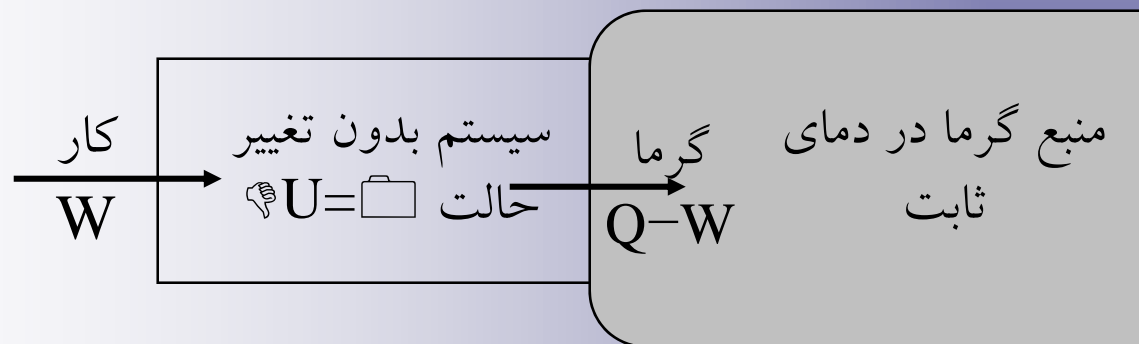 کار
W
سیستم بدون تغییر
حالت 👎U=🗀
گرما
Q-W
منبع گرما در دمای
ثابت